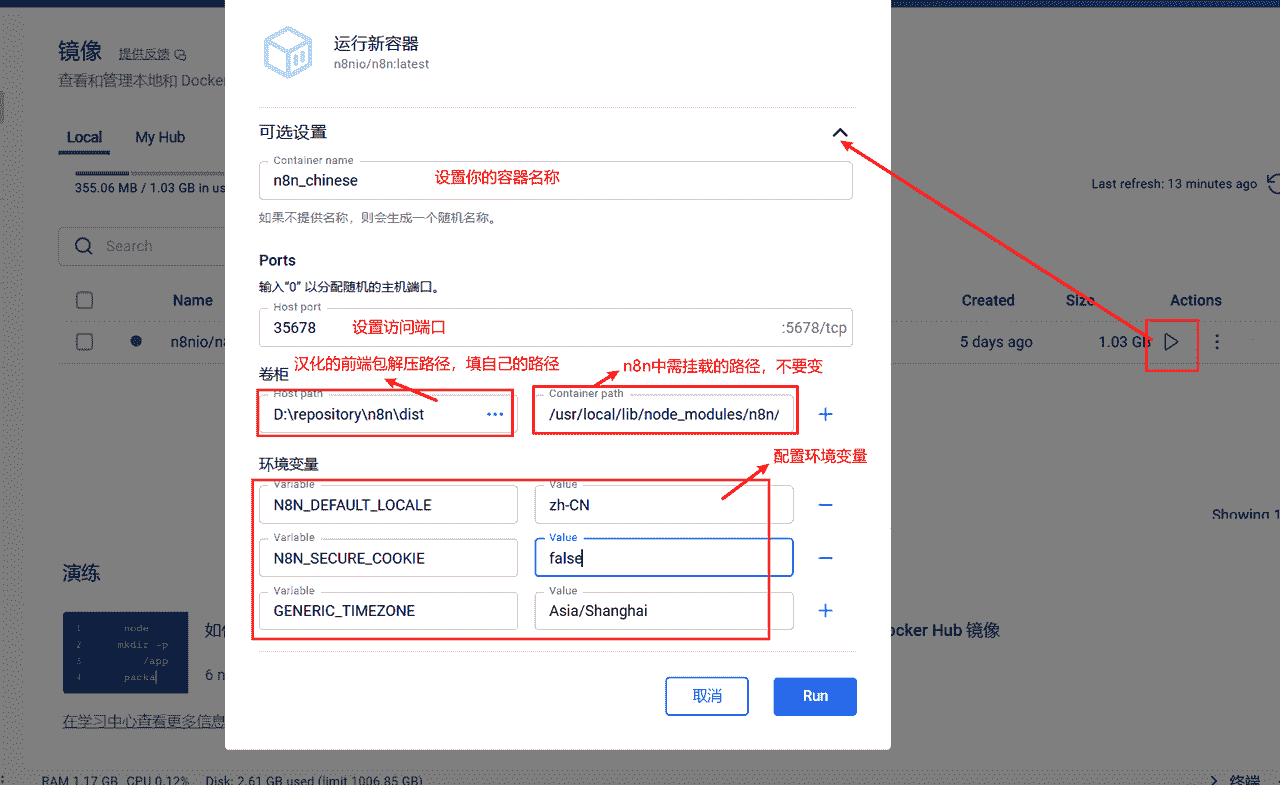 运行新容器
n8nio/n8n:latest
镜像 提供反馈
查看和管理本地和 Docker
Local My Hub
355.06 MB / 1.03 GB in us
Last refresh: 13 minutes ago
Search
Name Created Size Actions
n8nio/n8 5 days ago 1.03 GB
可选设置
Container name
n8n_chinese 设置你的容器名称
如果不提供名称，则会生成一个随机名称。
Ports
输入“0” 以分配随机的主机端口。
Host port
35678 设置访问端口 :5678/tcp
汉化的前端包解压路径，填自己的路径 n8n中需挂载的路径，不要变
卷柜
Host path Container path
D:\repository\n8n\dist ••• /usr/local/lib/node_modules/n8n/
环境变量 配置环境变量
Variable Value
N8N_DEFAULT_LOCALE zh-CN
Variable Value
N8N_SECURE_COOKIE false
Variable Value
GENERIC_TIMEZONE Asia/Shanghai
取消 Run
Showing 1
演练
1 node
2 mkdir -p
3 /app
4 packa
如何
6 m
ocker Hub 镜像
在学习中心查看更多信息
RAM 1.17 GB CPU 0.12% Disk: 2.61 GB used (limit 1006.85 GB) 终端